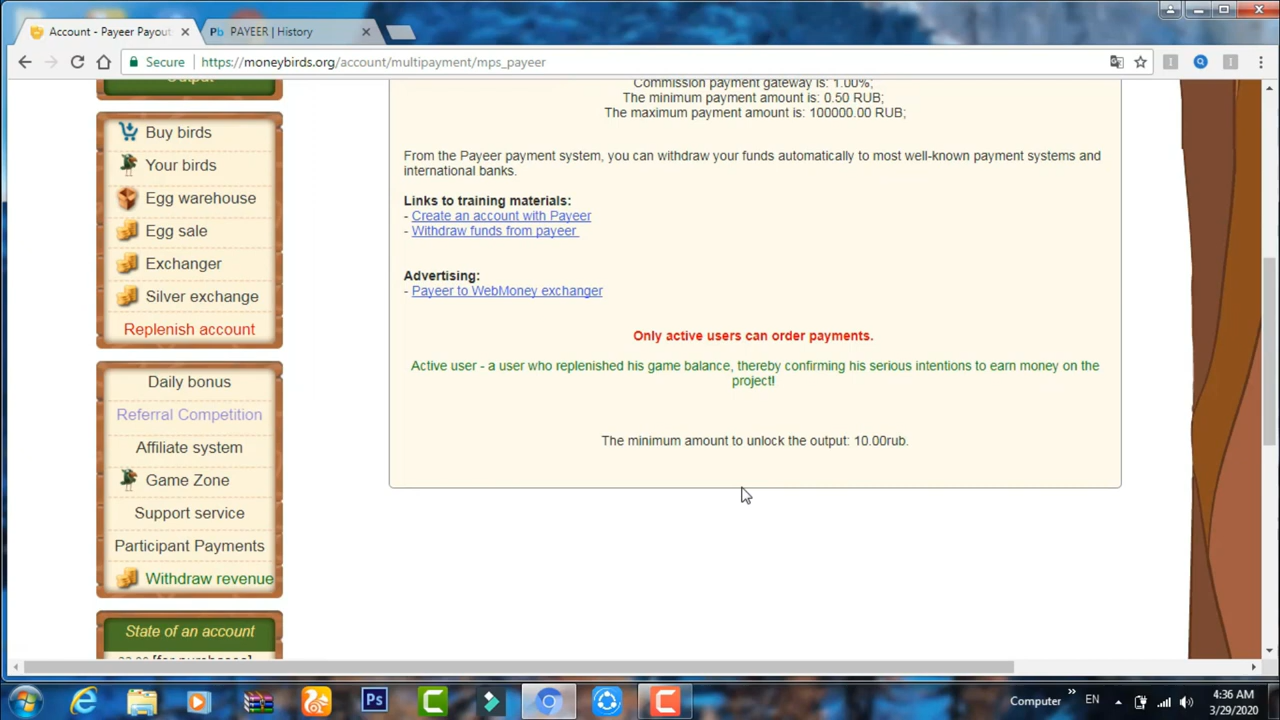 Account - Payeer Payout
PAYEER | History
Secure
https://moneybirds.org/account/multipayment/mps_payeer
Output
Buy birds
Your birds
Egg warehouse
Egg sale
Exchanger
Silver exchange
Replenish account
Daily bonus
Referral Competition
Affiliate system
Game Zone
Support service
Participant Payments
Withdraw revenue
State of an account
[for purchases]
Commission payment gateway is: 1.00%;
The minimum payment amount is: 0.50 RUB;
The maximum payment amount is: 100000.00 RUB;
From the Payeer payment system, you can withdraw your funds automatically to most well-known payment systems and
international banks.
Links to training materials:
- Create an account with Payeer
- Withdraw funds from payeer
Advertising:
- Payeer to WebMoney exchanger
Only active users can order payments.
Active user - a user who replenished his game balance, thereby confirming his serious intentions to earn money on the
project!
The minimum amount to unlock the output: 10.00rub.
Computer
EN
4:36 AM
3/29/2020